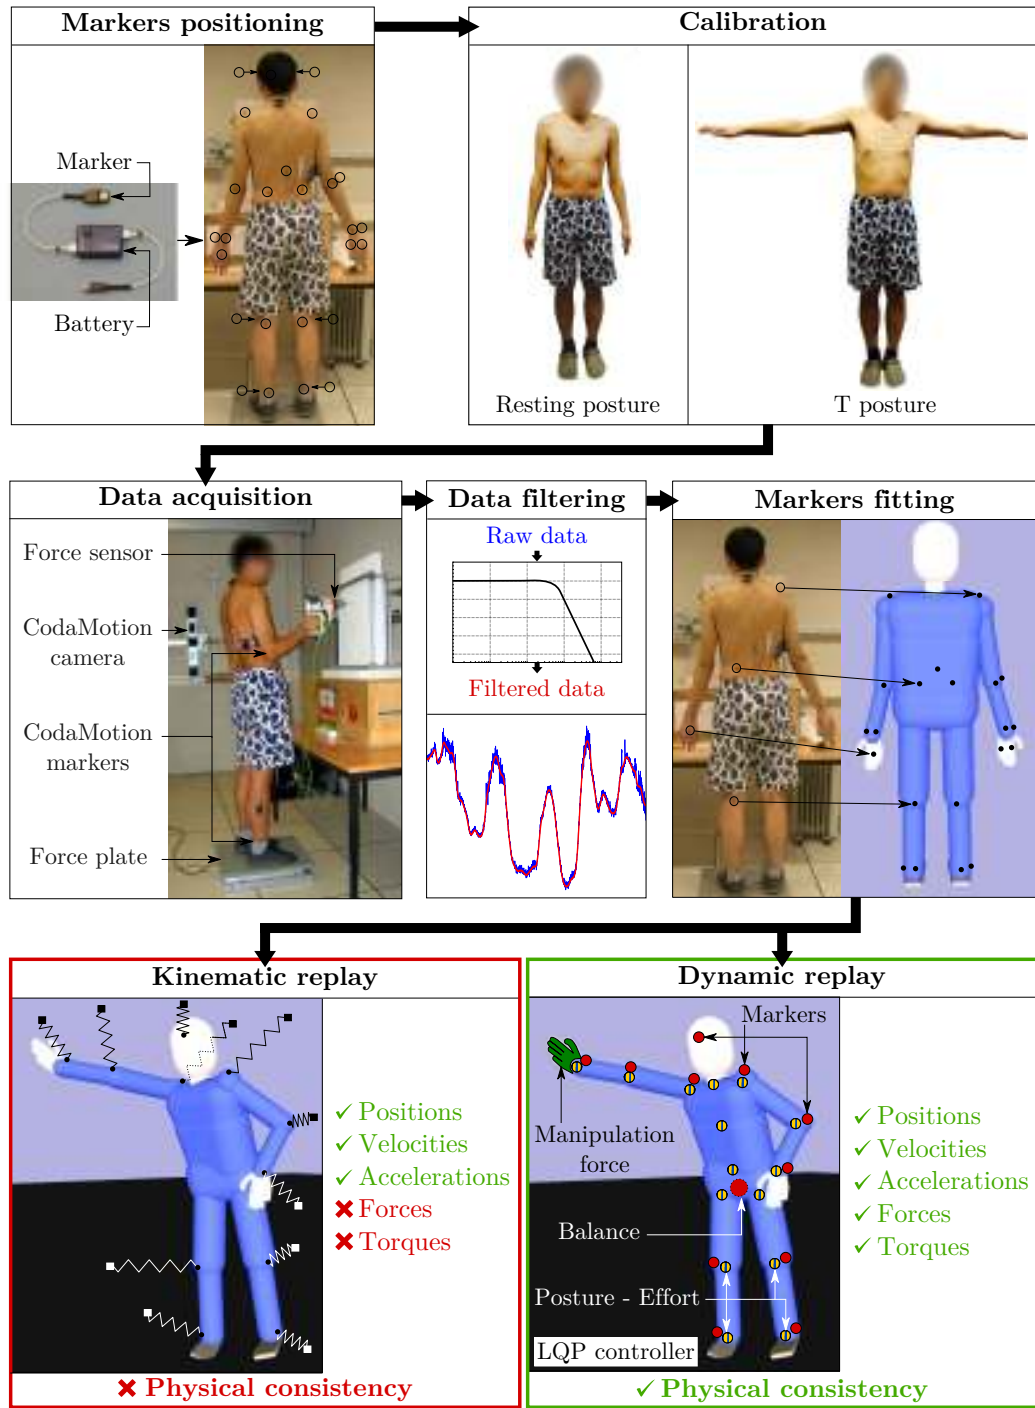 Markers positioning
Calibration
Marker
Battery
Resting posture
T posture
Data acquisition
Data filtering
Markers fitting
Force sensor
CodaMotion
camera
CodaMotion
markers
Force plate
Raw data
Filtered data
Kinematic replay
Dynamic replay
✓ Positions
✓ Velocities
✓ Accelerations
✗ Forces
✗ Torques
✗ Physical consistency
Markers
Manipulation
force
Balance
Posture - Effort
LQP controller
✓ Positions
✓ Velocities
✓ Accelerations
✓ Forces
✓ Torques
✓ Physical consistency